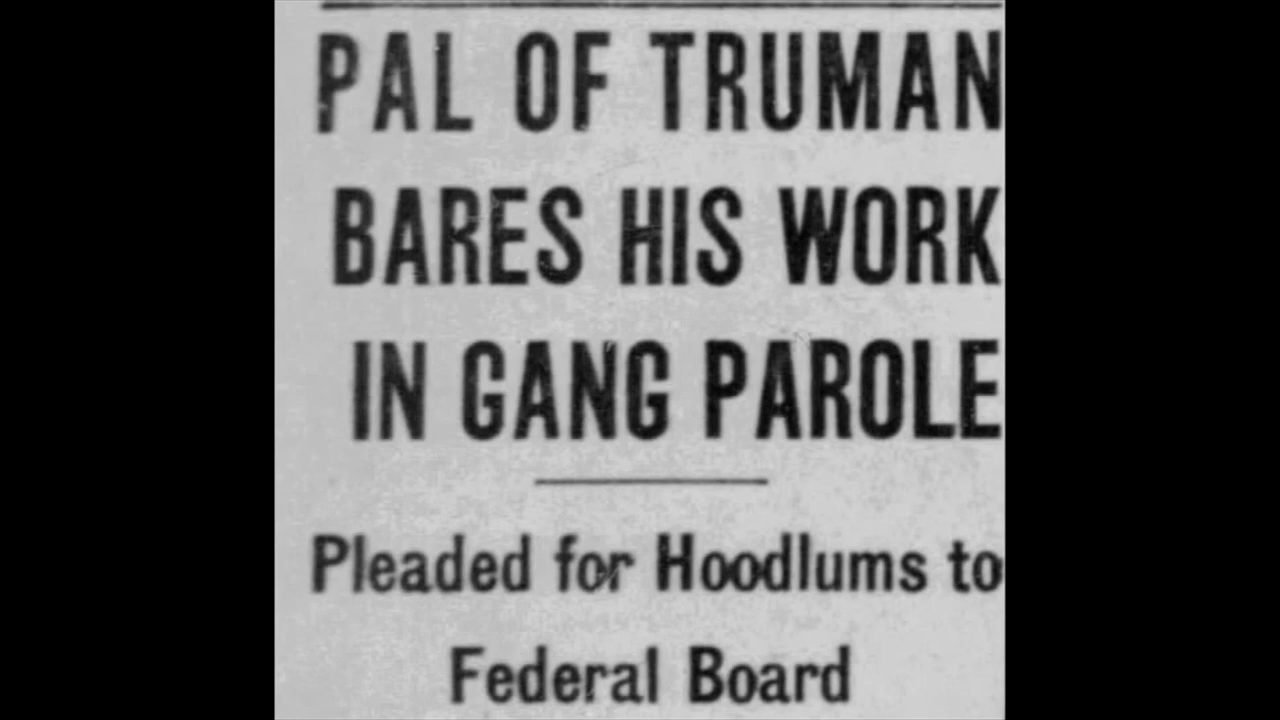 PAL OF TRUMAN
BARES HIS WORK
IN GANG PAROLE
Pleaded for Hoodlums to
Federal Board